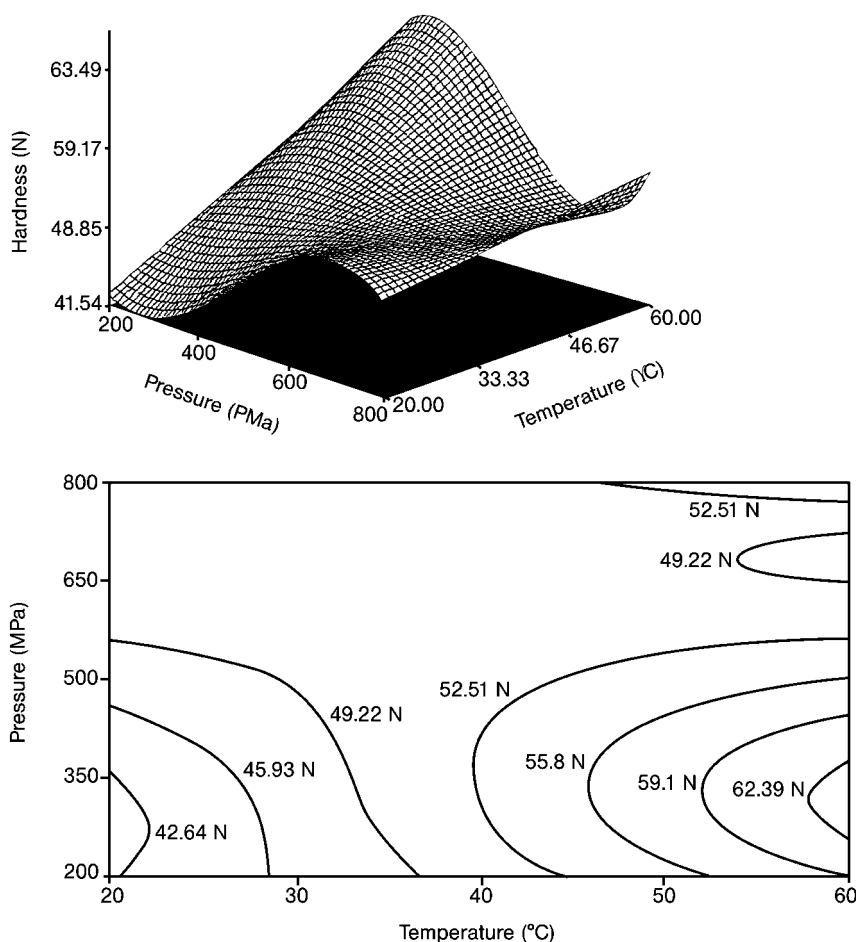 Hardness (N)
63.49
59.17
48.85
41.54
200
400
600
800
Pressure (PMa)
20.00
33.33
46.67
60.00
Temperature (γC)
Pressure (MPa)
800
650
500
350
200
52.51 N
49.22 N
52.51 N
49.22 N
45.93 N
55.8 N
59.1 N
62.39 N
42.64 N
20
30
40
50
60
Temperature (ºC)